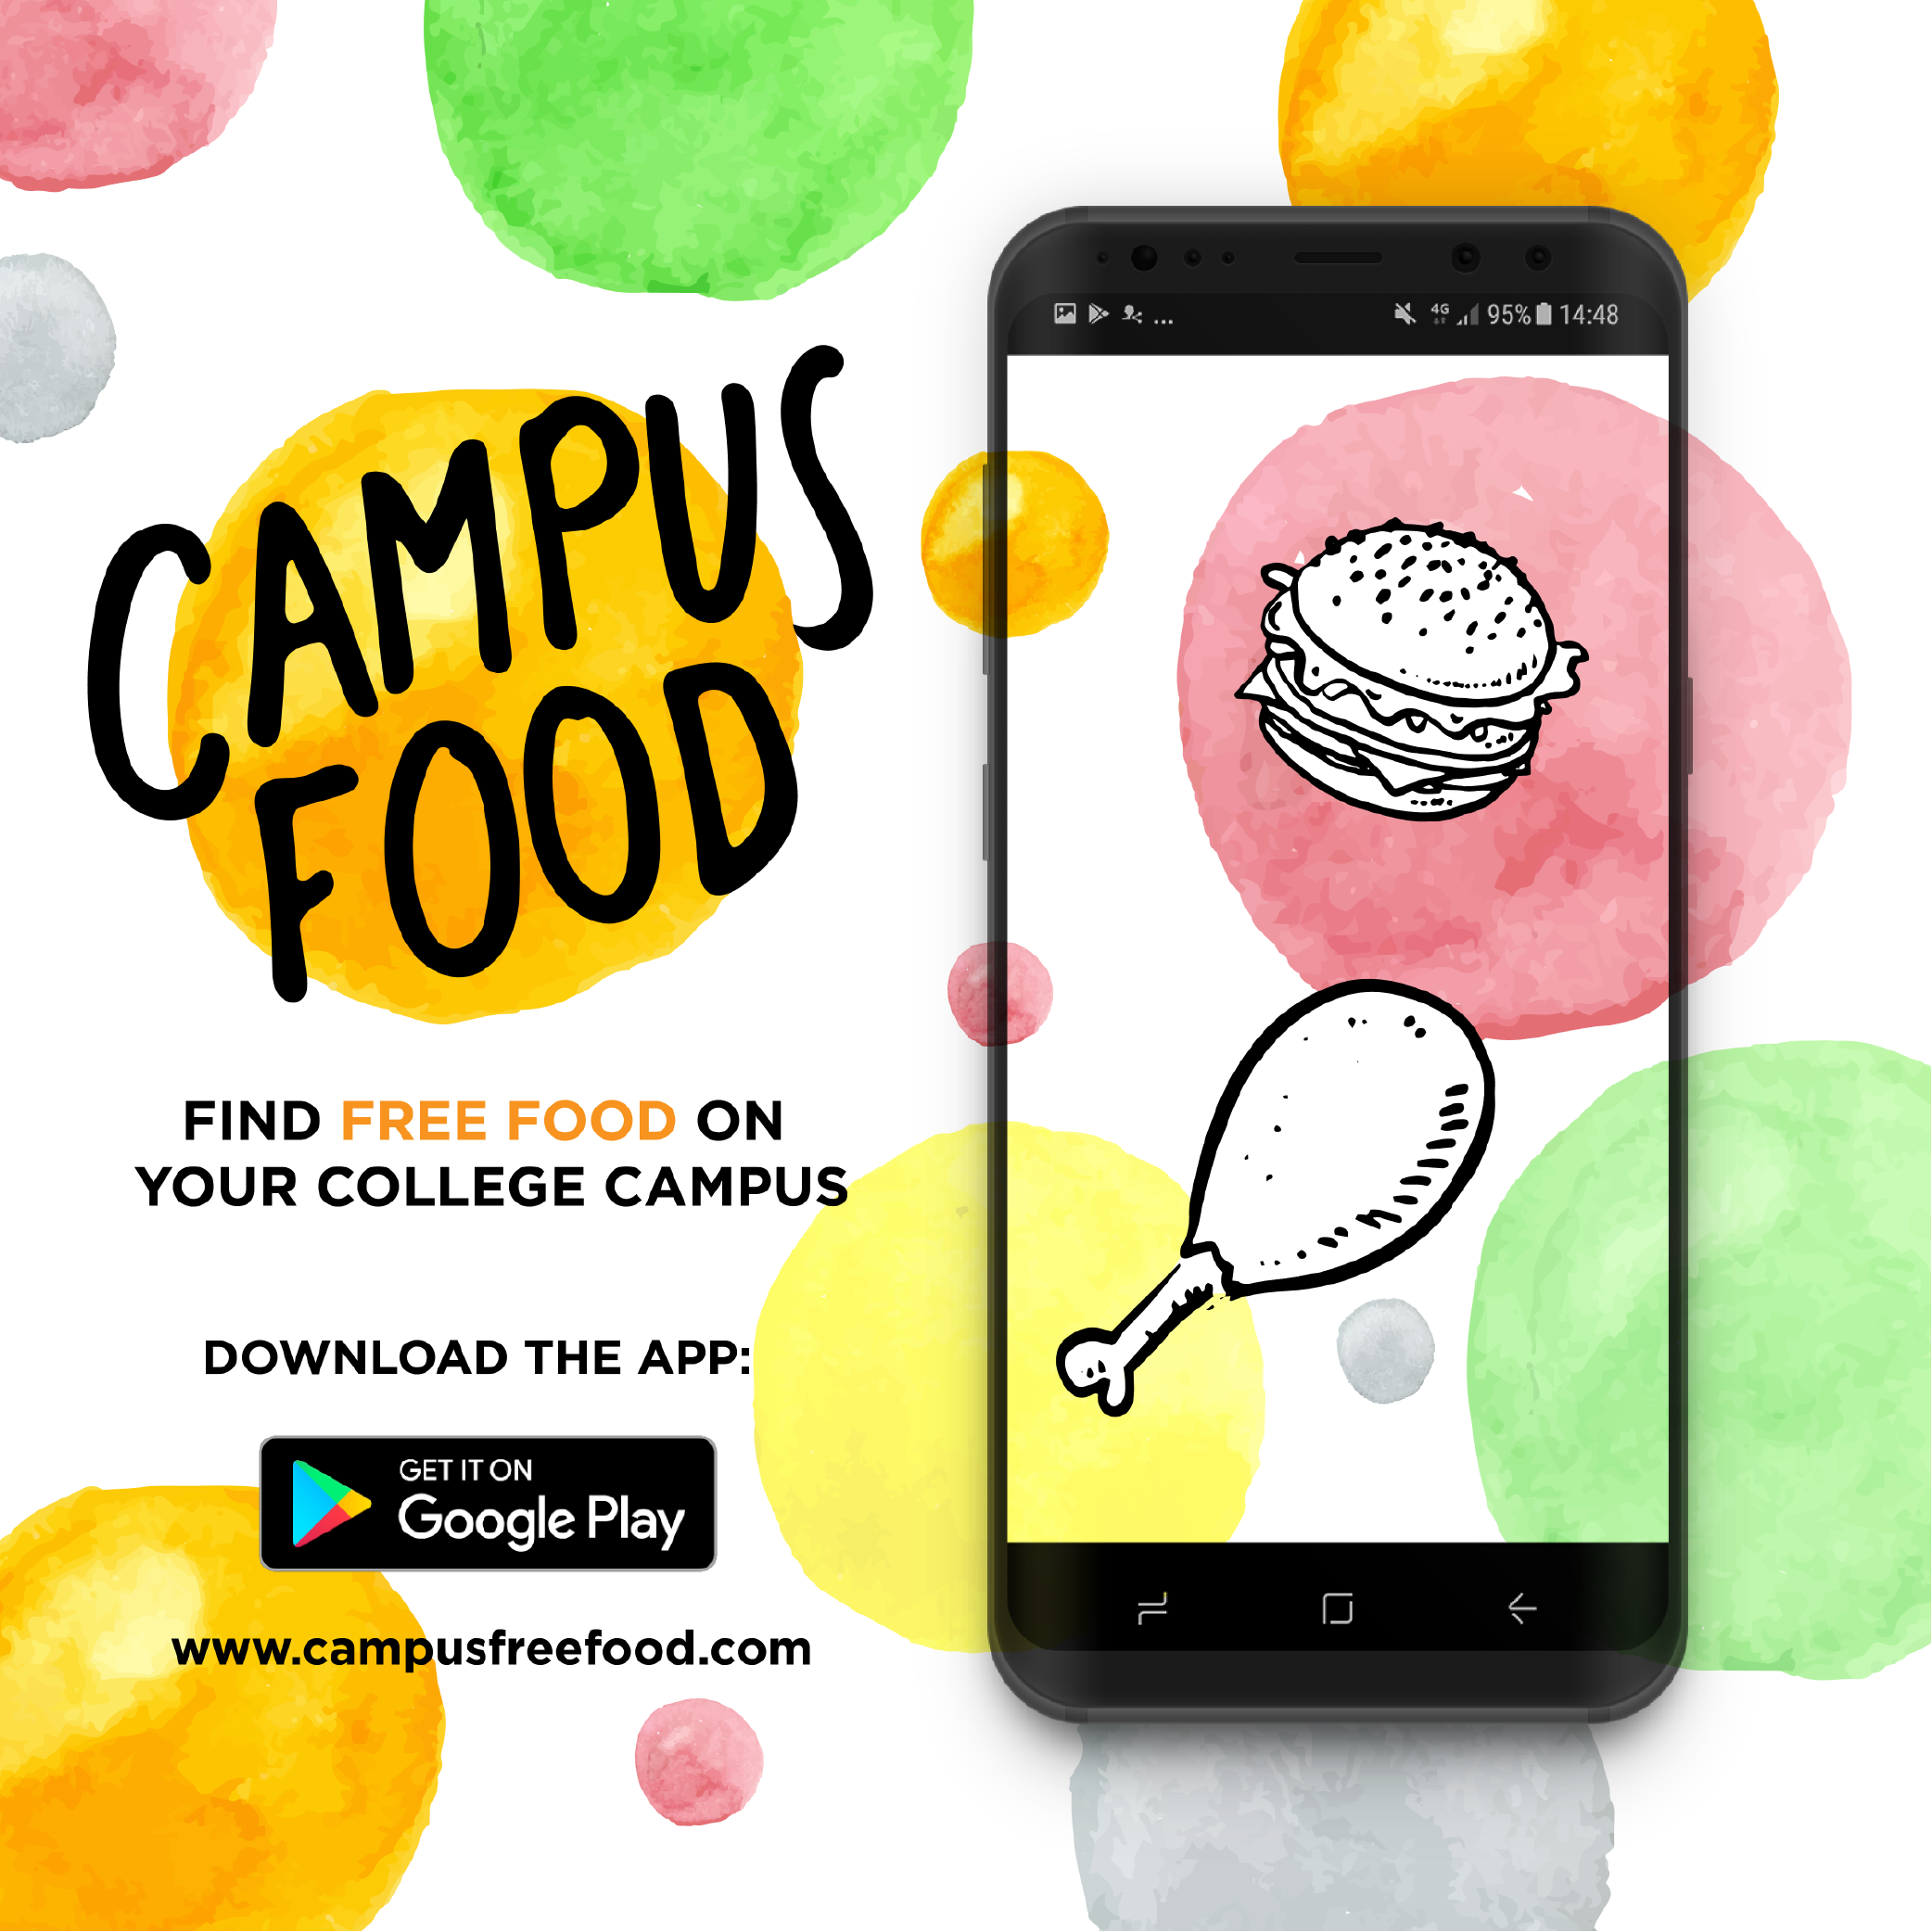 CAMPUS
FOOD
FIND FREE FOOD ON
YOUR COLLEGE CAMPUS
DOWNLOAD THE APP:
GET IT ON
Google Play
www.campusfreefood.com
... 4G 95% 14:48